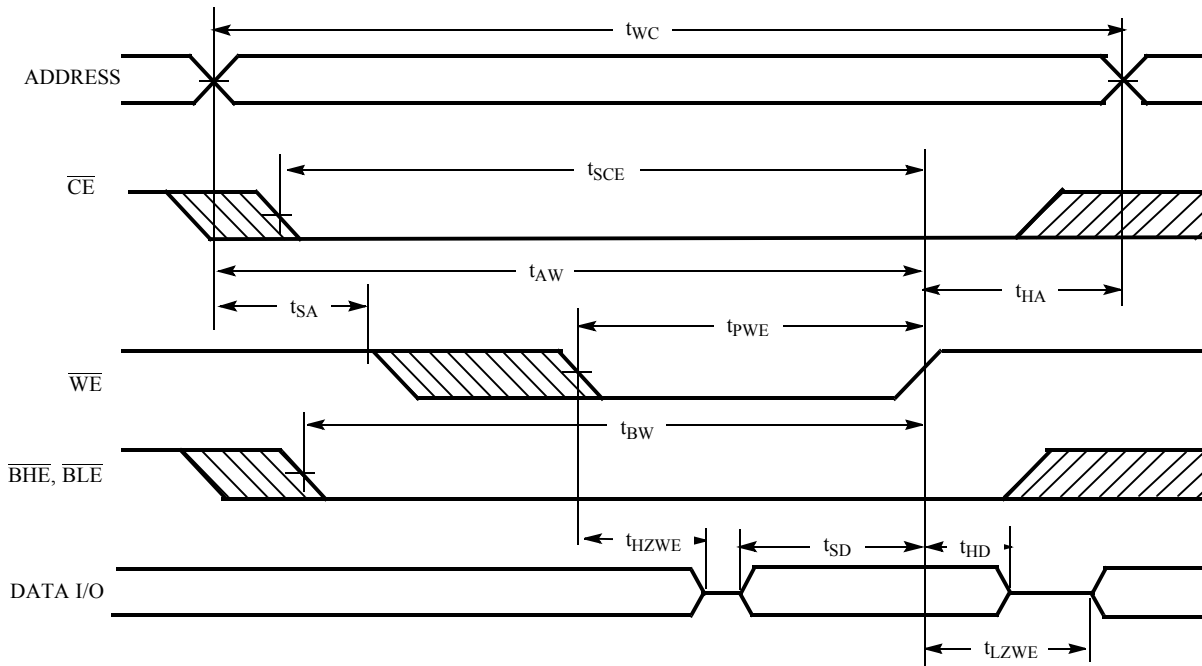 tWC
ADDRESS
tSCE
CE
tAW
tSA
tHA
tPWE
WE
tBW
BHE, BLE
tHZWE
tSD
tHD
DATA I/O
tLZWE